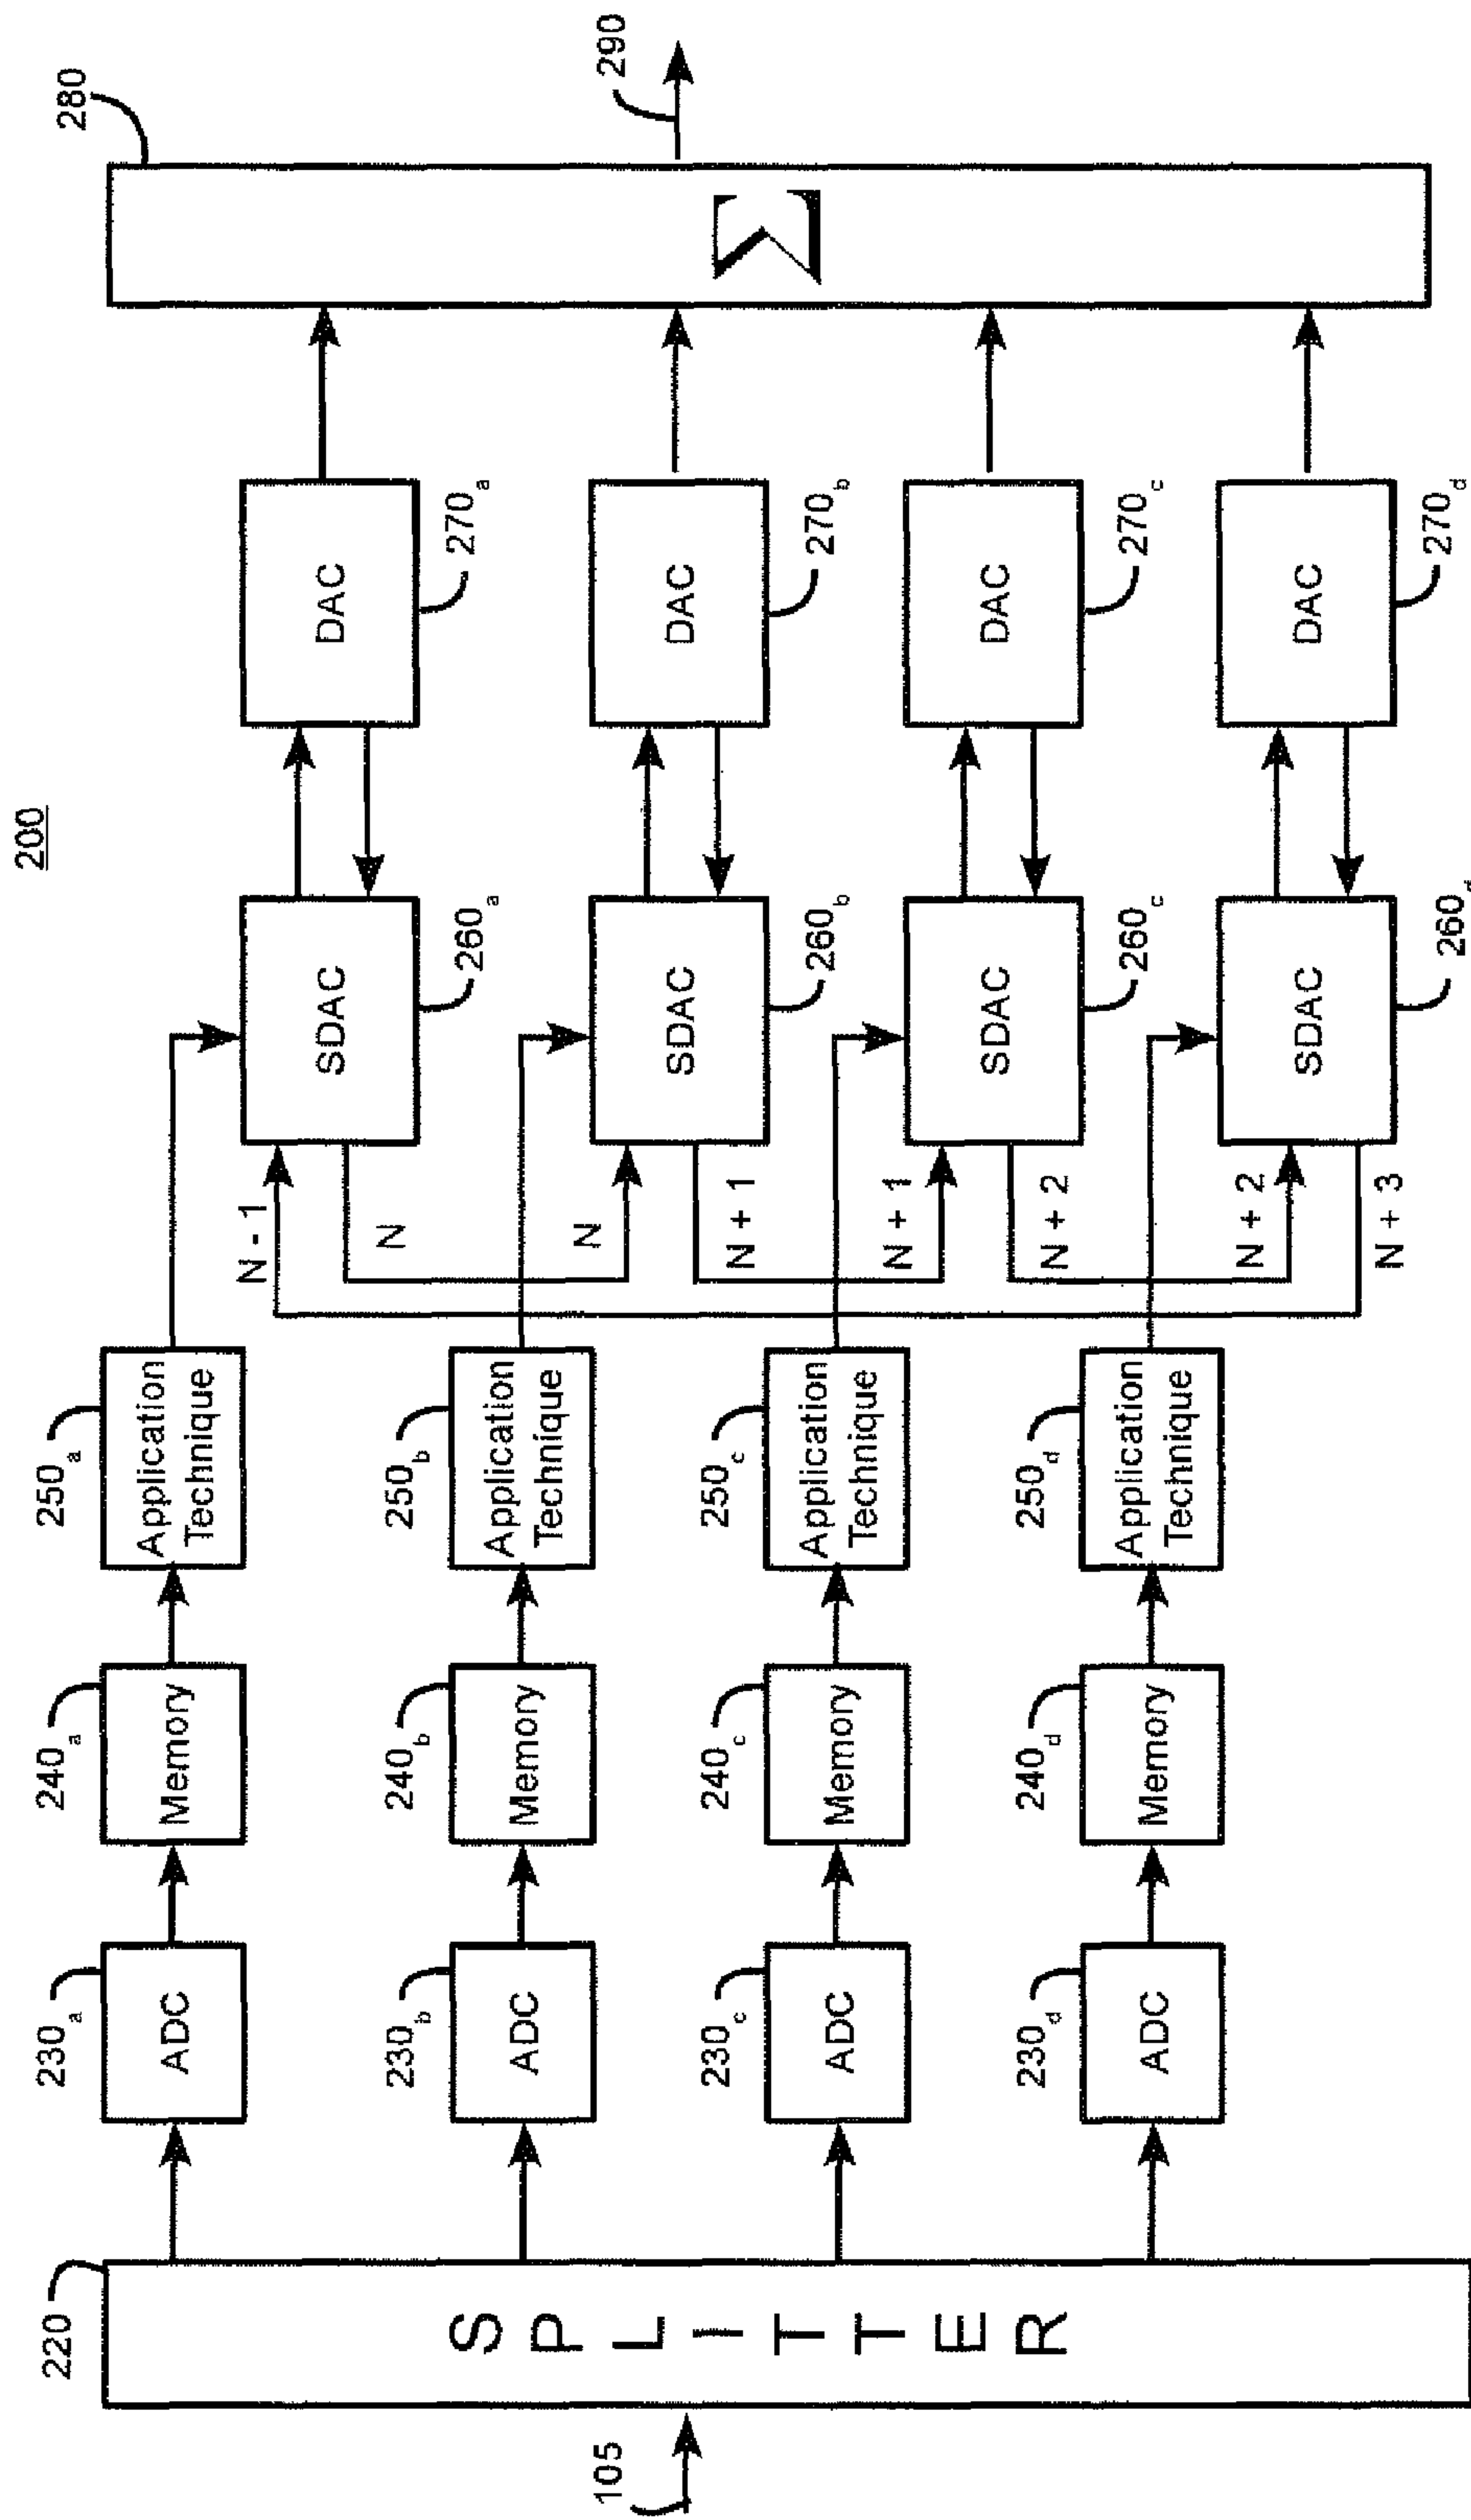 200
105
220
S P L I T T E R
230a
ADC
240a
Memory
250a
Application
Technique
N - 1
N
SDAC
260a
DAC
270a
230b
ADC
240b
Memory
250b
Application
Technique
N
N + 1
SDAC
260b
DAC
270b
230c
ADC
240c
Memory
250c
Application
Technique
N + 1
N + 2
SDAC
260c
DAC
270c
230d
ADC
240d
Memory
250d
Application
Technique
N + 2
N + 3
SDAC
260d
DAC
270d
280
Σ
290